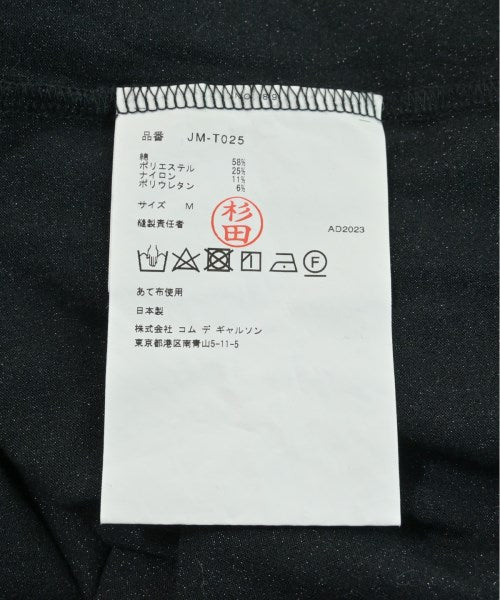 品番 JM-T025
綿 58%
ポリエステル 25%
ナイロン 11%
ポリウレタン 6%
サイズ M
縫製責任者 杉田
AD2023
F
あて布使用
日本製
株式会社 コム デ ギャルソン
東京都港区南青山5-11-5